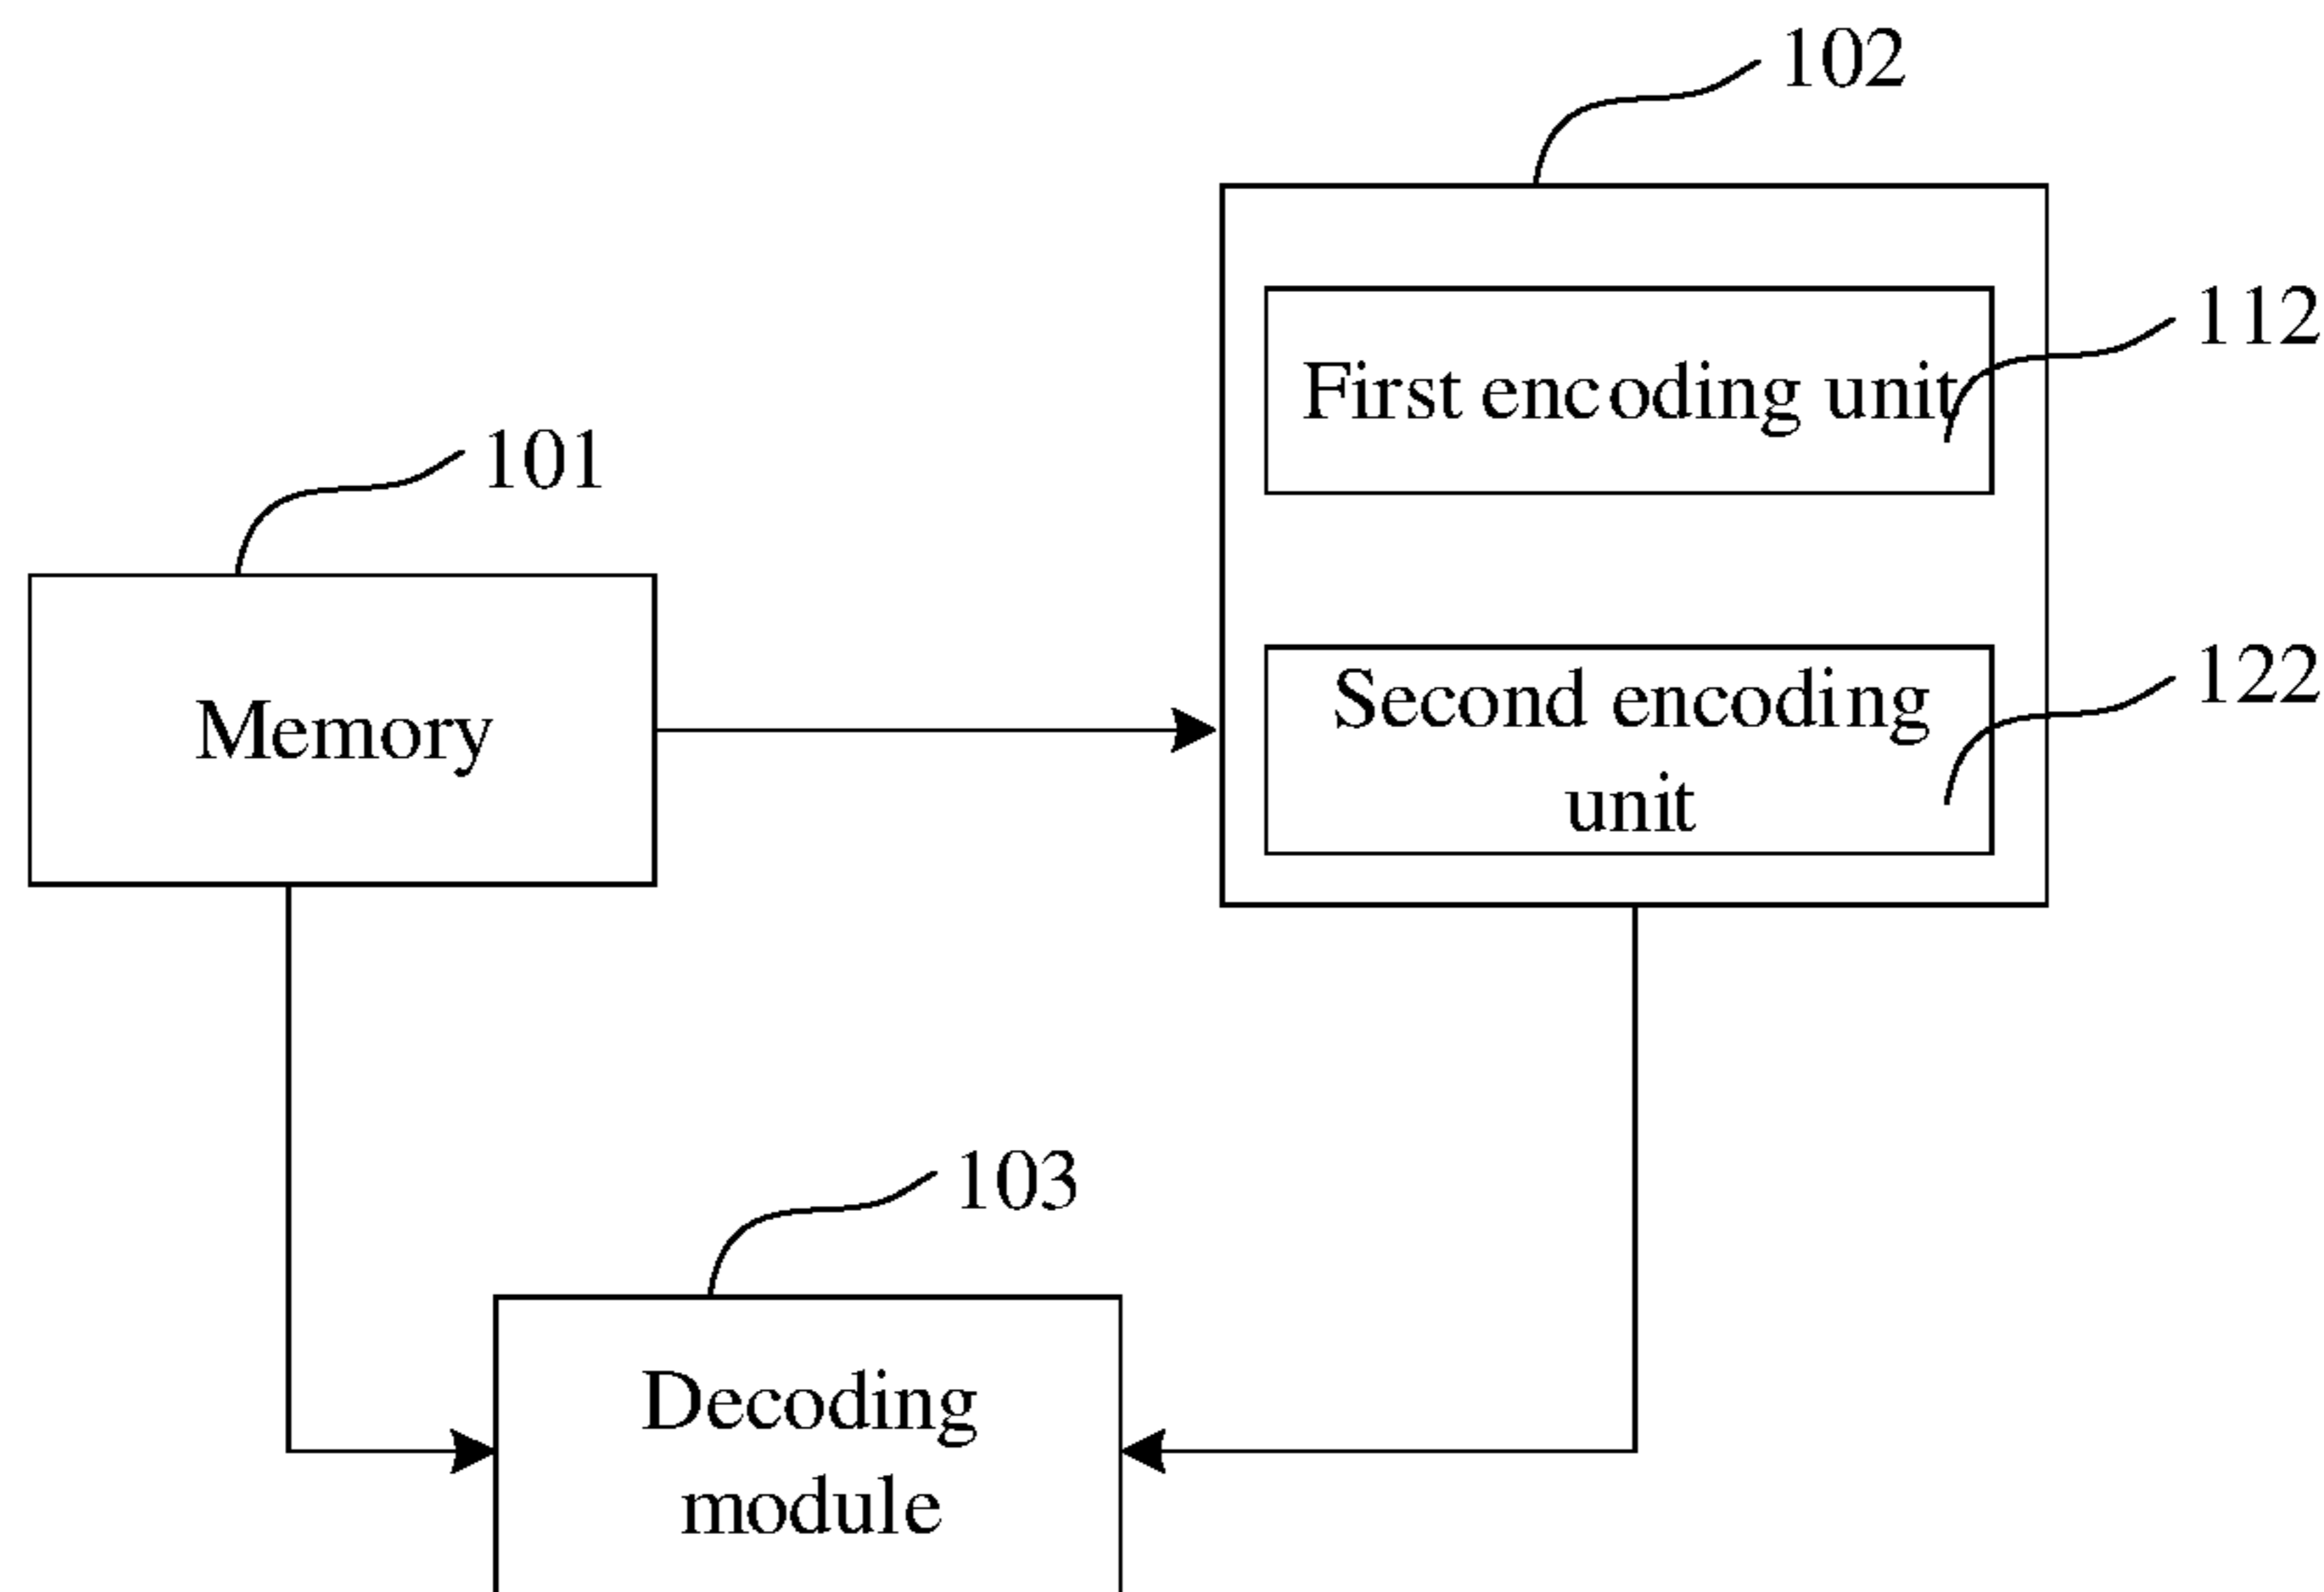 102
First encoding unit
112
101
Second encoding
unit
122
Memory
103
Decoding
module